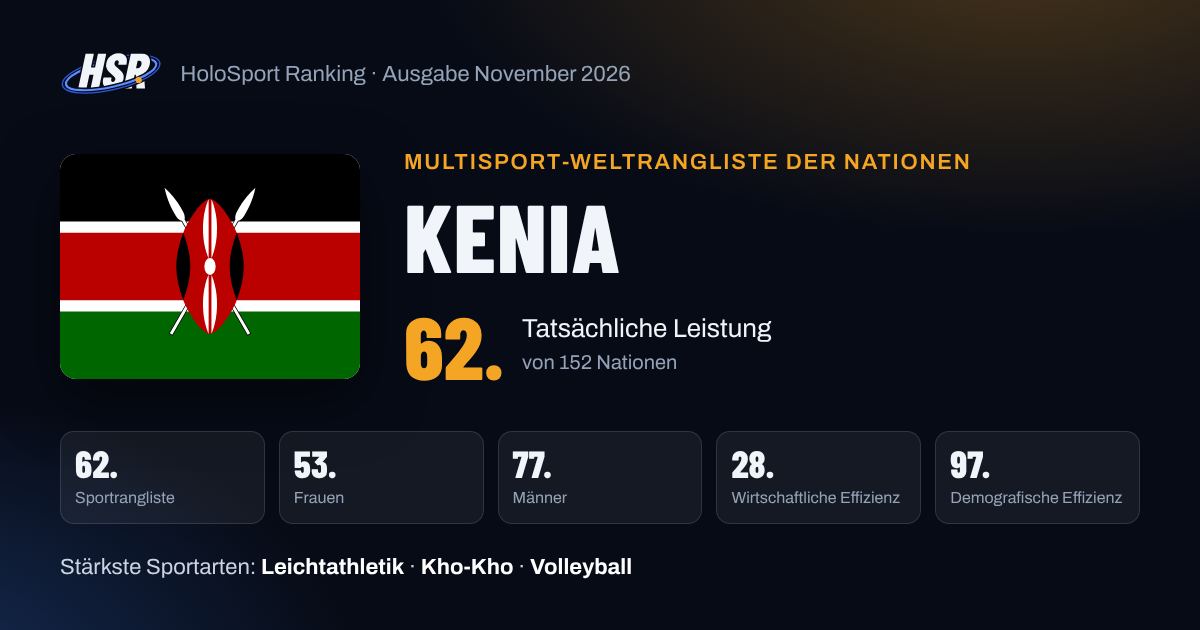 HSR
HoloSport Ranking · Ausgabe November 2026
MULTISPORT-WELTRANGLISTE DER NATIONEN
KENIA
62.
Tatsächliche Leistung
von 152 Nationen
62.
Sportrangliste
53.
Frauen
77.
Männer
28.
Wirtschaftliche Effizienz
97.
Demografische Effizienz
Stärkste Sportarten: Leichtathletik · Kho-Kho · Volleyball